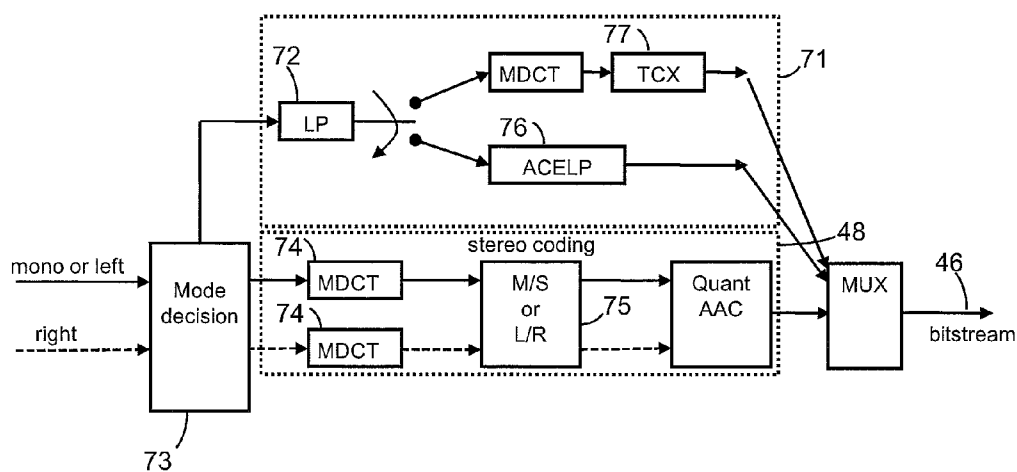 77
71
72
MDCT
TCX
LP
76
ACELP
stereo coding
48
74
mono or left
Mode
decision
MDCT
M/S
or
L/R
75
Quant
AAC
MUX
46
bitstream
right
74
MDCT
73